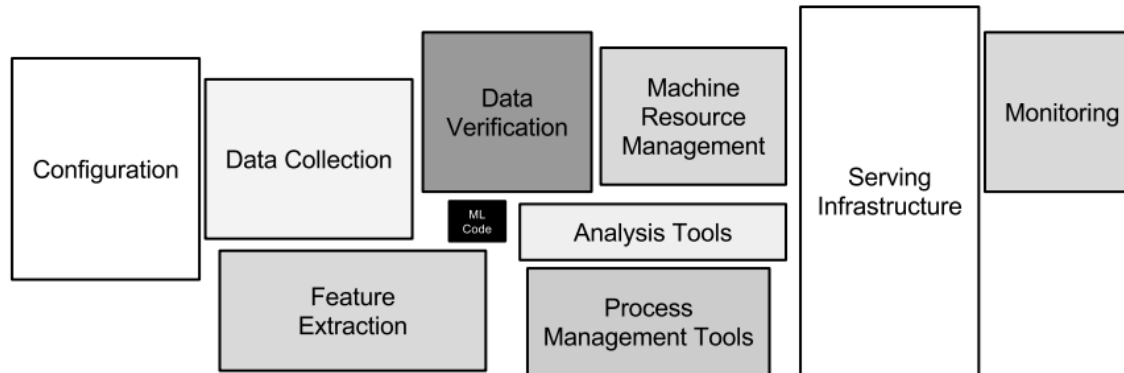 Configuration
Data Collection
Feature
Extraction
Data
Verification
ML
Code
Machine
Resource
Management
Analysis Tools
Process
Management Tools
Serving
Infrastructure
Monitoring